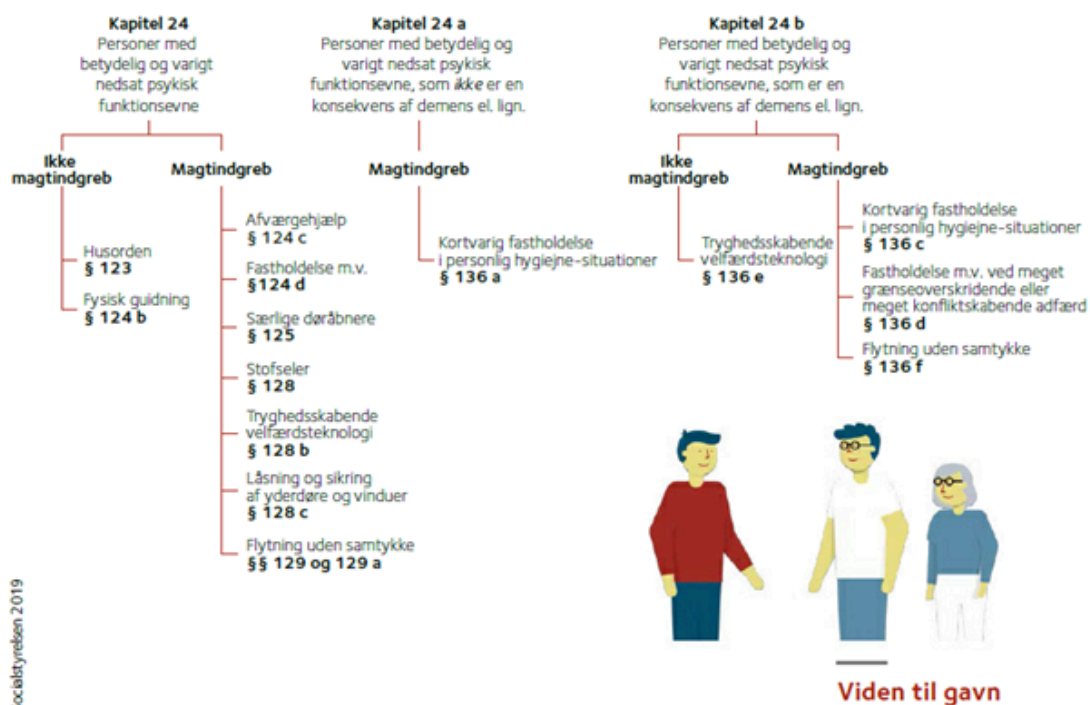 Kapitel 24
Personer med
betydelig og varigt
nedsat psykisk
funktionsevne
Ikke
magtindgreb
Husorden
§ 123
Fysisk guidning
§ 124 b
Magtindgreb
Afværgehjælp
§ 124 c
Fastholdelse m.v.
§ 124 d
Særlige døråbnere
§ 125
Stofseler
§ 128
Tryghedsskabende
velfærdsteknologi
§ 128 b
Låsning og sikring
af yderdøre og vinduer
§ 128 c
Flytning uden samtykke
§§ 129 og 129 a
Kapitel 24 a
Personer med betydelig og
varigt nedsat psykisk
funktionsevne, som ikke er en
konsekvens af demens el. lign.
Magtindgreb
Kortvarig fastholdelse
i personlig hygiejne-situationer
§ 136 a
Kapitel 24 b
Personer med betydelig og
varigt nedsat psykisk
funktionsevne, som er en
konsekvens af demens el. lign.
Ikke
magtindgreb
Tryghedsskabende
velfærdsteknologi
§ 136 e
Magtindgreb
Kortvarig fastholdelse
i personlig hygiejne-situationer
§ 136 c
Fastholdelse m.v. ved meget
grænseoverskridende eller
meget konfliktskabende adfærd
§ 136 d
Flytning uden samtykke
§ 136 f
ocialstyrelsen 2019
Viden til gavn